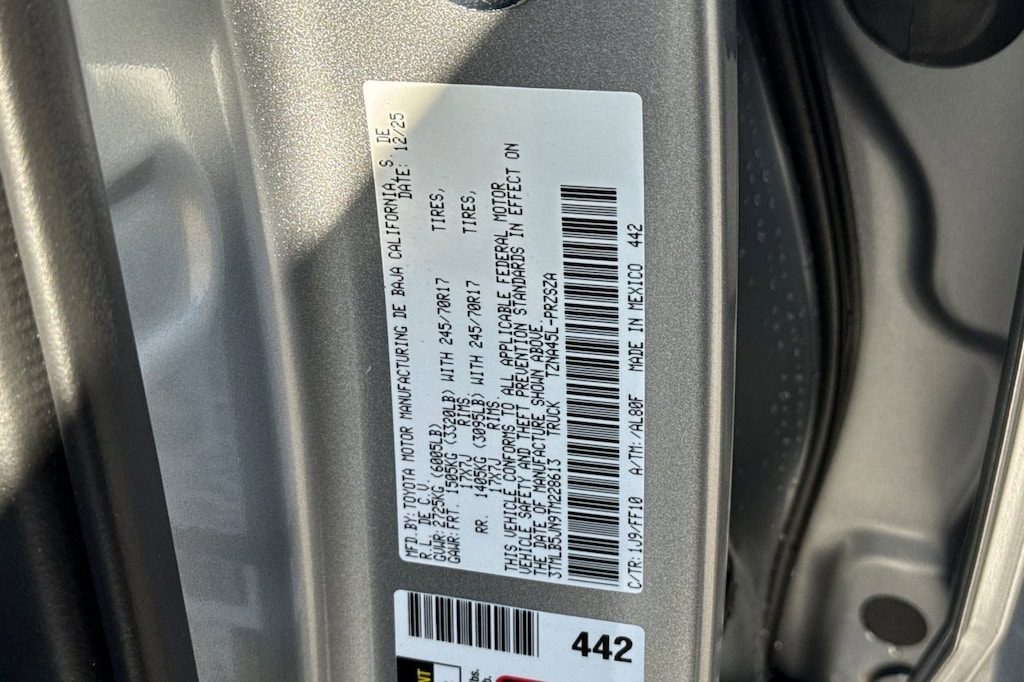 MFD.BY:TOYOTA MOTOR MANUFACTURING DE BAJA CALIFORNIA, S. DE
R.L. DE C.V. DATE: 12/25
GVWR:2725KG (6005LB)
GAWR:FRT. 1505KG (3320LB) WITH 245/70R17 TIRES,
17X7J RIMS.
RR. 1405KG (3095LB) WITH 245/70R17 TIRES,
17X7J RIMS.
THIS VEHICLE CONFORMS TO ALL APPLICABLE FEDERAL MOTOR
VEHICLE SAFETY AND THEFT PREVENTION STANDARDS IN EFFECT ON
THE DATE OF MANUFACTURE SHOWN ABOVE.
3TMLB5JN9TM228613 TRUCK TZNA45L-PRZSZA
C/TR:1J9/FF10 A/TM:/AL80F MADE IN MEXICO 442
442